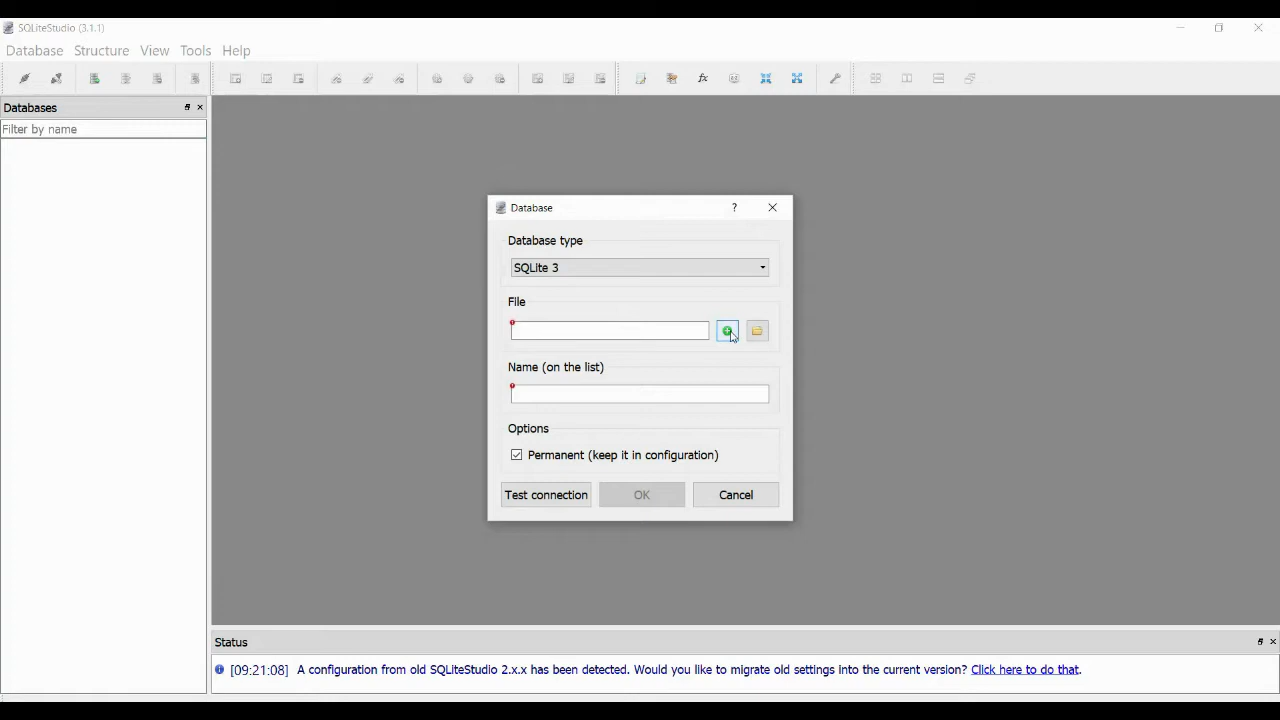 SQLiteStudio (3.1.1)
Database Structure View Tools Help
Databases
Filter by name
Database
Database type
SQLite 3
File
Name (on the list)
Options
Permanent (keep it in configuration)
Test connection OK Cancel
Status
[09:21:08] A configuration from old SQLiteStudio 2.x.x has been detected. Would you like to migrate old settings into the current version? Click here to do that.